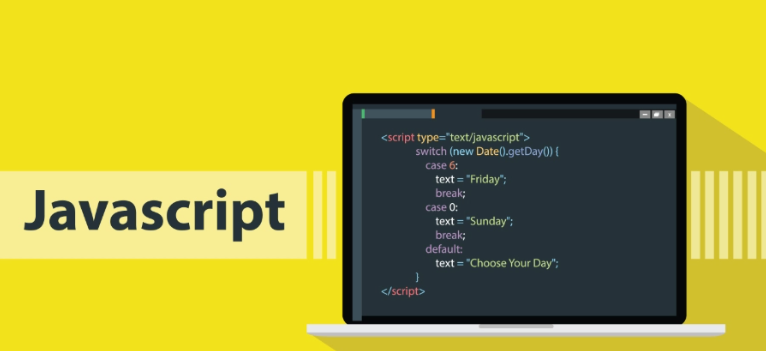 Javascript
<script type="text/javascript">
switch (new Date().getDay()) {
case 6:
text = "Friday";
break;
case 0:
text = "Sunday";
break;
default:
text = "Choose Your Day";
}
</script>